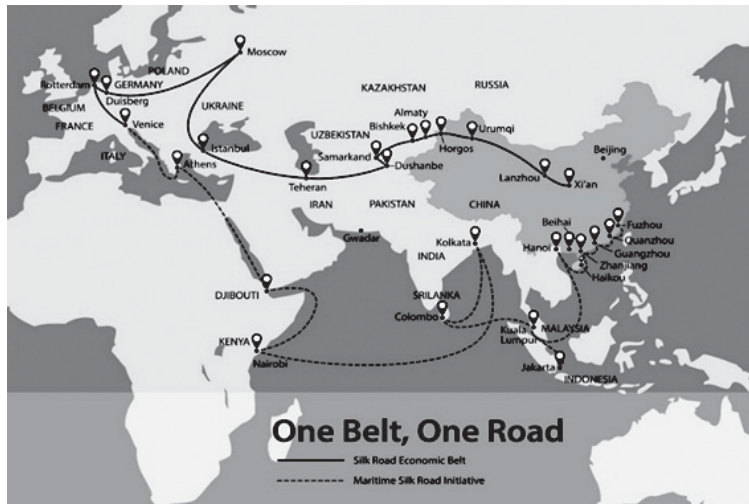 Moscow
POLAND
Rotterdam
GERMANY
Duisberg
BELGIUM
FRANCE
Venice
ITALY
UKRAINE
Istanbul
Athens
KAZAKHSTAN
RUSSIA
Almaty
Bishkek
UZBEKISTAN
Samarkand
Dushanbe
Horgos
Urumqi
Beijing
Lanzhou
Xi'an
Teheran
IRAN
PAKISTAN
CHINA
Gwadar
Kolkata
INDIA
Beihai
Hanoi
Fuzhou
Quanzhou
Guangzhou
Zhanjiang
Haikou
DJIBOUTI
SRILANKA
Colombo
KENYA
Nairobi
Kuala
Lumpur
MALAYSIA
Jakarta
INDONESIA
One Belt, One Road
Silk Road Economic Belt
Maritime Silk Road Initiative